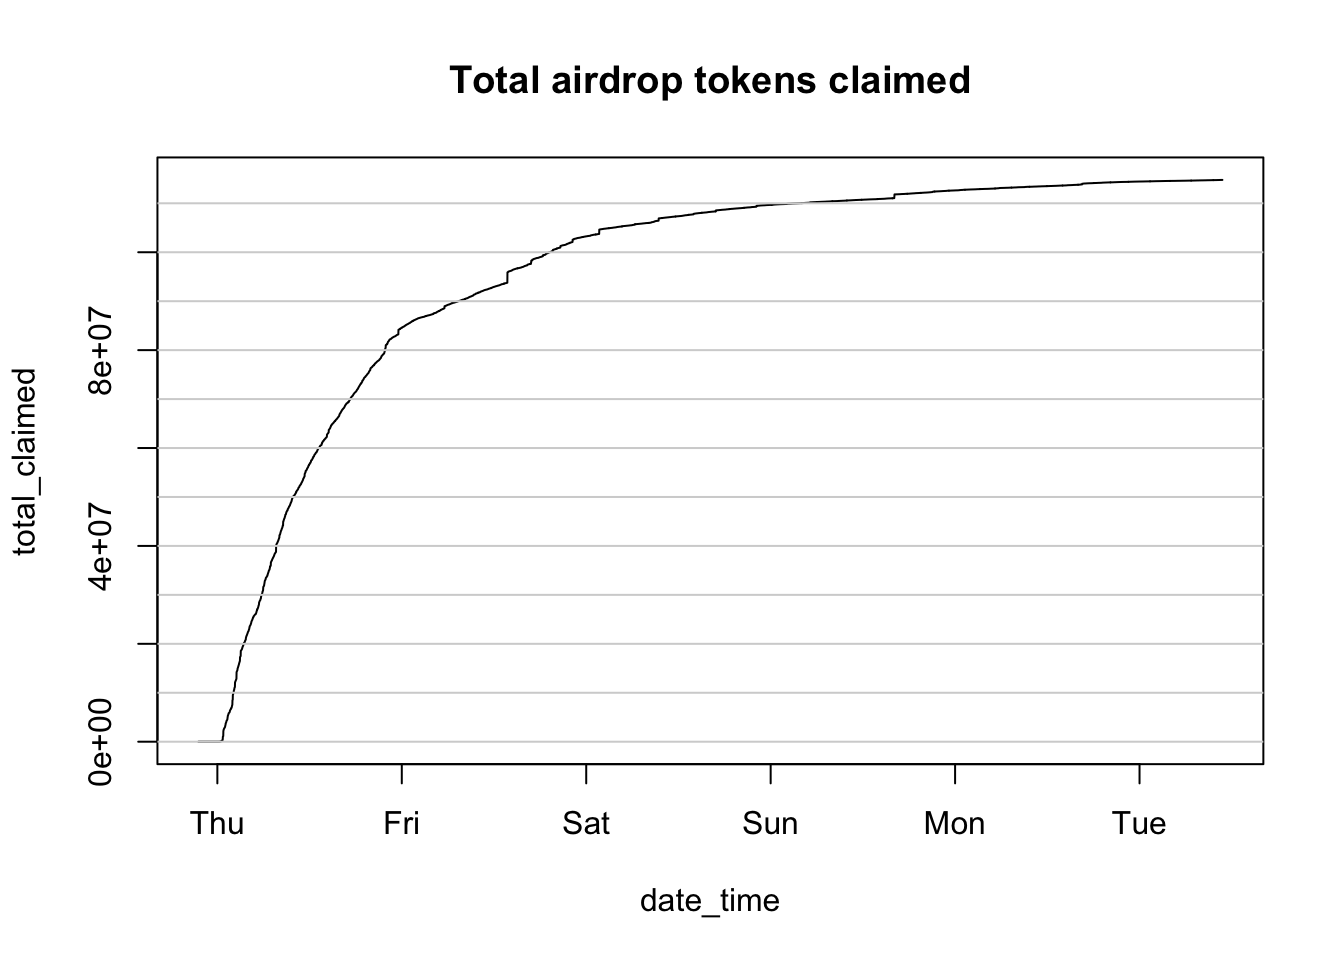 Total airdrop tokens claimed
total_claimed
8e+07
4e+07
0e+00
Thu Fri Sat Sun Mon Tue
date_time